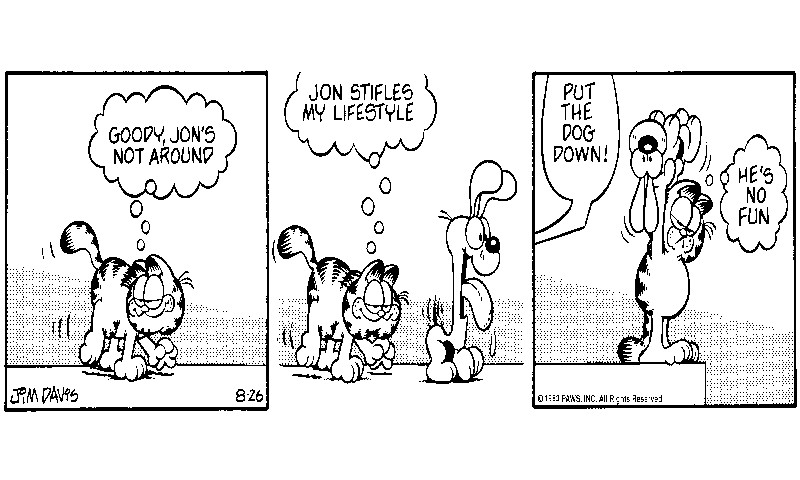 GOODY, JON'S
NOT AROUND
JIM DAVIS
8-26
JON STIFLES
MY LIFESTYLE
PUT
THE
DOG
DOWN!
HE'S
NO
FUN
PAWS, INC. All Rights Reserved